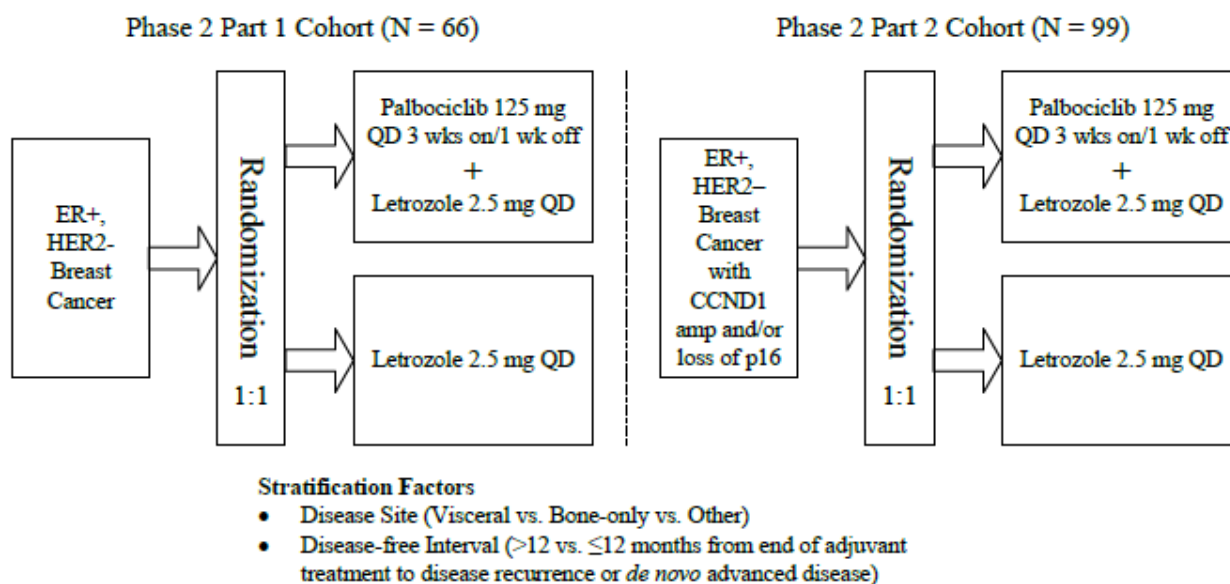 Phase 2 Part 1 Cohort (N = 66)
ER+,
HER2-
Breast
Cancer
Randomization
1:1
Palbociclib 125 mg
QD 3 wks on/1 wk off
+
Letrozole 2.5 mg QD
Letrozole 2.5 mg QD
Phase 2 Part 2 Cohort (N = 99)
ER+,
HER2–
Breast
Cancer
with
CCND1
amp and/or
loss of p16
Randomization
1:1
Palbociclib 125 mg
QD 3 wks on/1 wk off
+
Letrozole 2.5 mg QD
Letrozole 2.5 mg QD
Stratification Factors
• Disease Site (Visceral vs. Bone-only vs. Other)
• Disease-free Interval (>12 vs. ≤12 months from end of adjuvant
treatment to disease recurrence or de novo advanced disease)